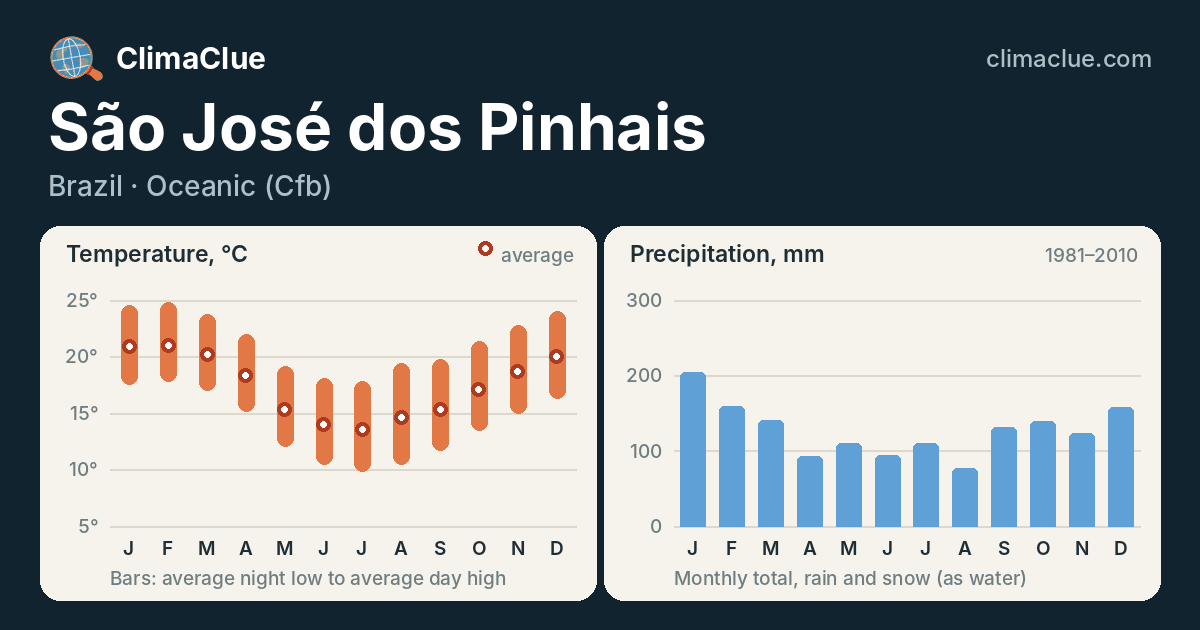 ClimaClue
climaclue.com
São José dos Pinhais
Brazil · Oceanic (Cfb)
Temperature, °C
average
25°
20°
15°
10°
5°
J F M A M J J A S O N D
Bars: average night low to average day high
Precipitation, mm
1981–2010
300
200
100
0
J F M A M J J A S O N D
Monthly total, rain and snow (as water)